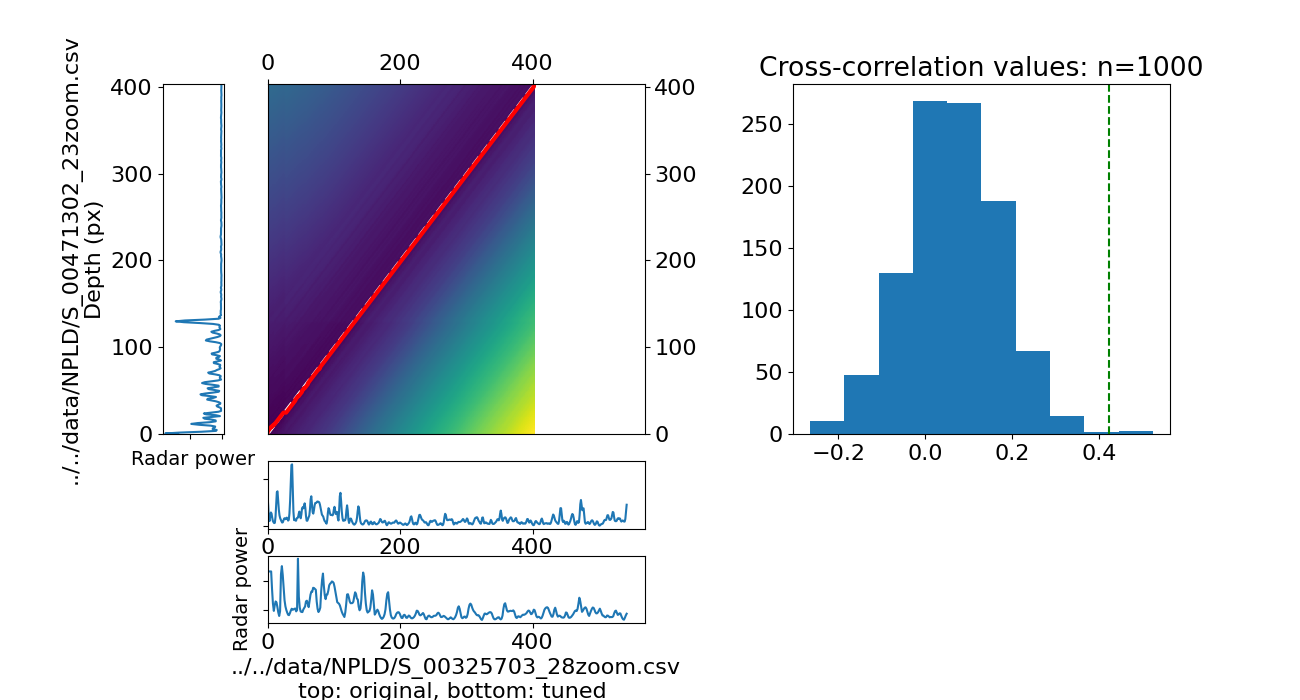 ../../data/NPLD/S_00471302_23zoom.csv
Depth (px)
0 200 400
400
300
200
100
0
Radar power
400
300
200
100
0
Cross-correlation values: n=1000
250
200
150
100
50
0
−0.2 0.0 0.2 0.4
0 200 400
Radar power
0 200 400
../../data/NPLD/S_00325703_28zoom.csv
top: original, bottom: tuned